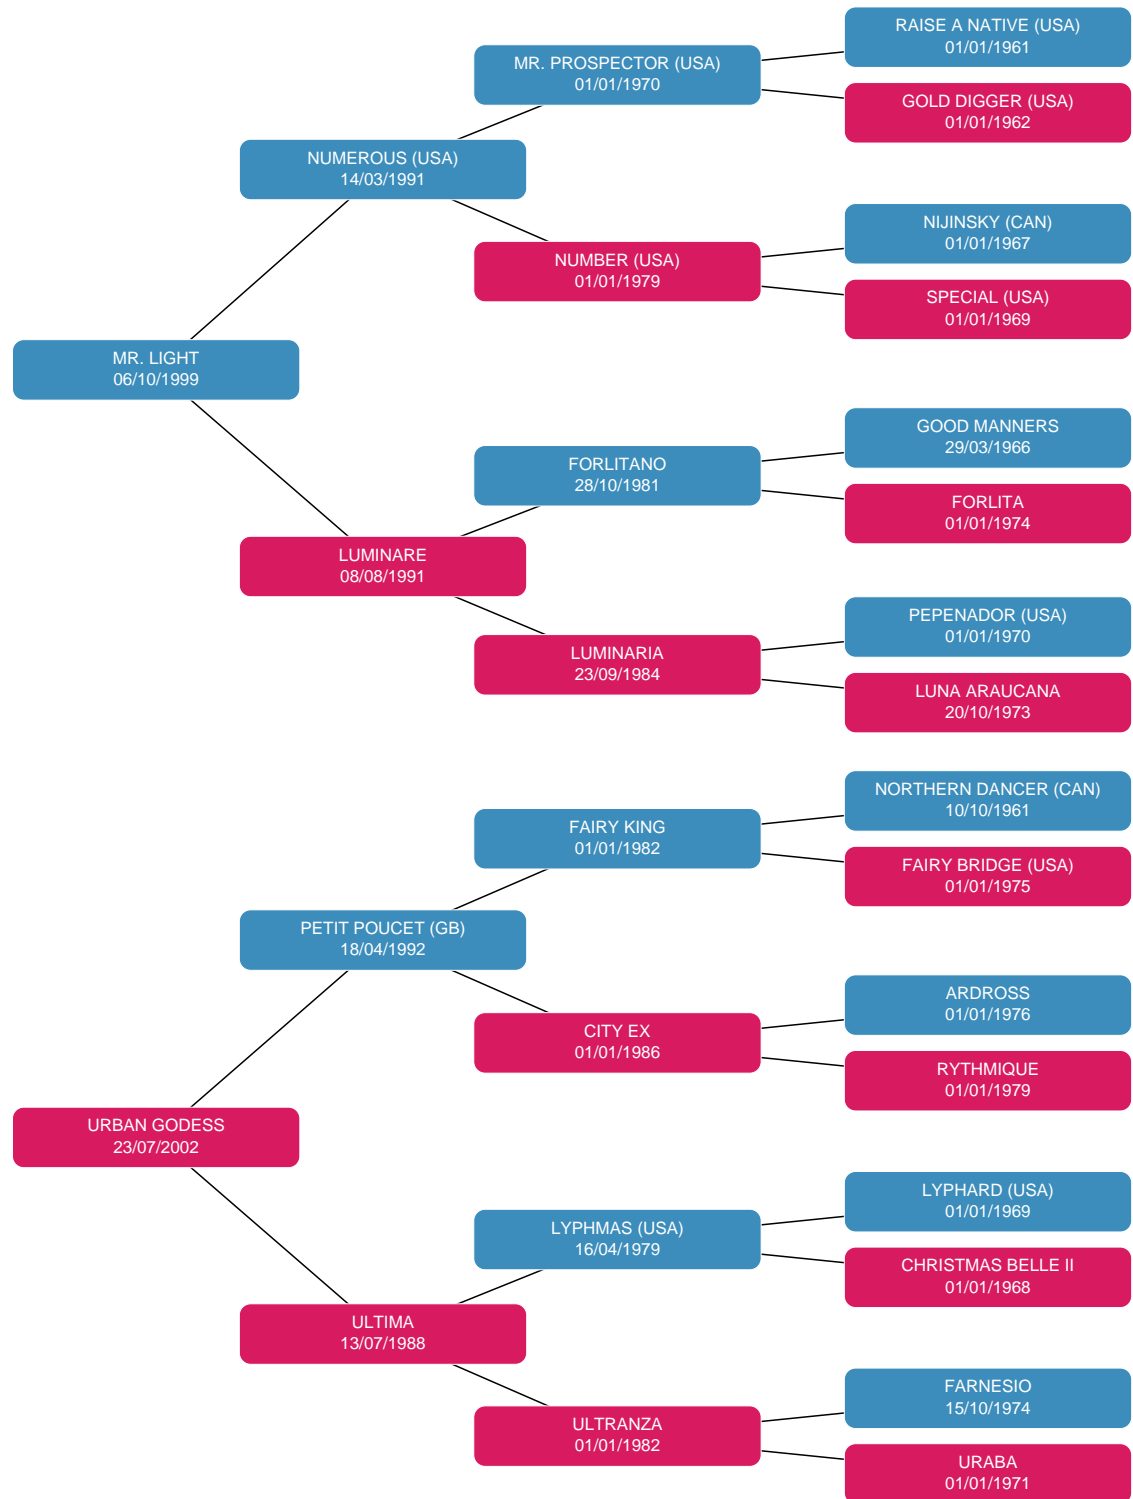 RAISE A NATIVE (USA)
01/01/1961
MR. PROSPECTOR (USA)
01/01/1970
GOLD DIGGER (USA)
01/01/1962
NUMEROUS (USA)
14/03/1991
NIJINSKY (CAN)
01/01/1967
NUMBER (USA)
01/01/1979
SPECIAL (USA)
01/01/1969
MR. LIGHT
06/10/1999
GOOD MANNERS
29/03/1966
FORLITANO
28/10/1981
FORLITA
01/01/1974
LUMINARE
08/08/1991
PEPENADOR (USA)
01/01/1970
LUMINARIA
23/09/1984
LUNA ARAUCANA
20/10/1973
NORTHERN DANCER (CAN)
10/10/1961
FAIRY KING
01/01/1982
FAIRY BRIDGE (USA)
01/01/1975
PETIT POUCET (GB)
18/04/1992
ARDROSS
01/01/1976
CITY EX
01/01/1986
RYTHMIQUE
01/01/1979
URBAN GODESS
23/07/2002
LYPHARD (USA)
01/01/1969
LYPHMAS (USA)
16/04/1979
CHRISTMAS BELLE II
01/01/1968
ULTIMA
13/07/1988
FARNESIO
15/10/1974
ULTRANZA
01/01/1982
URABA
01/01/1971